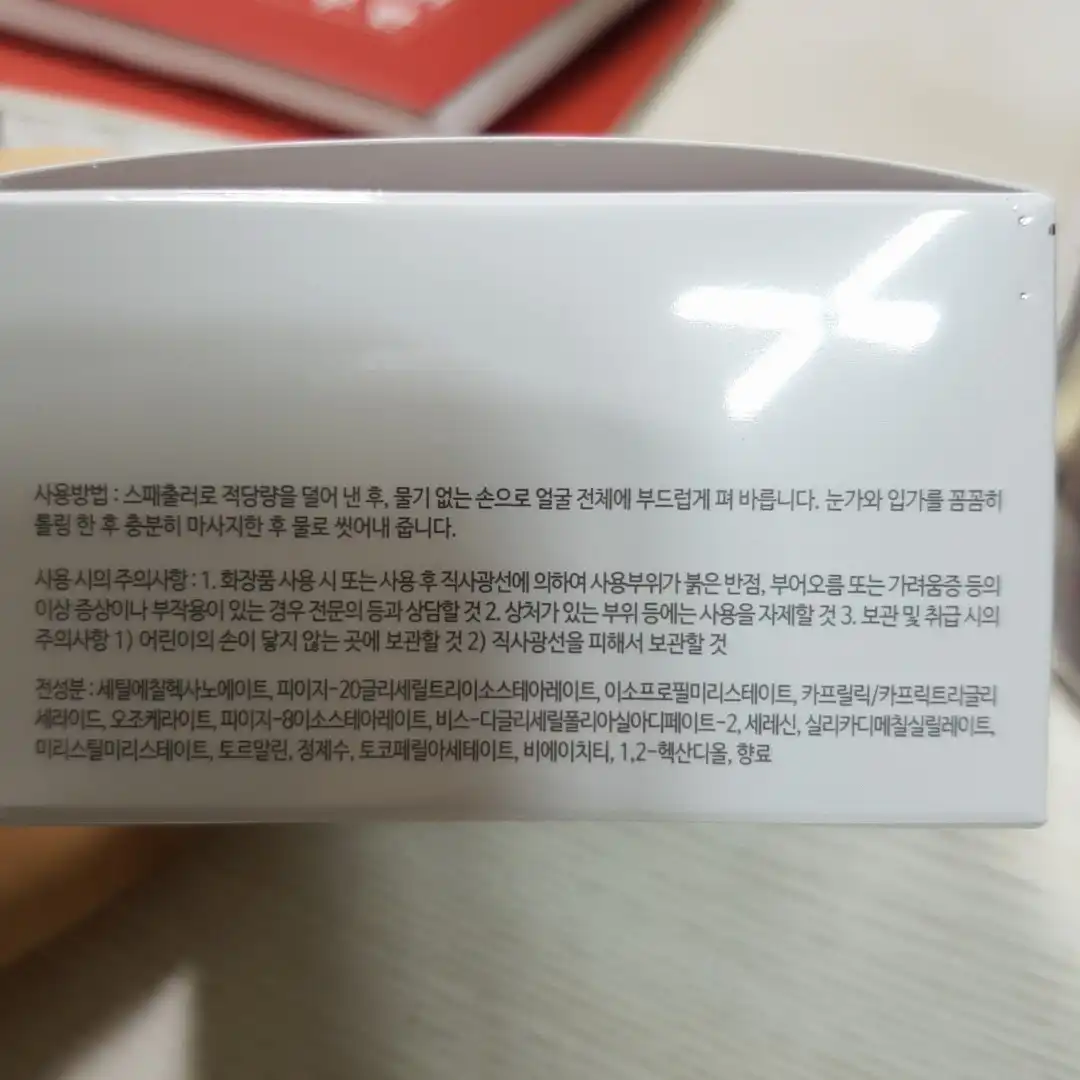 사용방법 : 스패츌러로 적당량을 덜어 낸 후, 물기 없는 손으로 얼굴 전체에 부드럽게 펴 바릅니다. 눈가와 입가를 꼼꼼히
롤링 한 후 충분히 마사지한 후 물로 씻어내 줍니다.
사용 시의 주의사항 : 1. 화장품 사용 시 또는 사용 후 직사광선에 의하여 사용부위가 붉은 반점, 부어오름 또는 가려움증 등의
이상 증상이나 부작용이 있는 경우 전문의 등과 상담할 것 2. 상처가 있는 부위 등에는 사용을 자제할 것 3. 보관 및 취급 시의
주의사항 1) 어린이의 손이 닿지 않는 곳에 보관할 것 2) 직사광선을 피해서 보관할 것
전성분 : 세틸에칠헥사노에이트, 피이지-20글리세릴트리이소스테아레이트, 이소프로필미리스테이트, 카프릴릭/카프릭트리글리
세라이드, 오조케라이트, 피이지-8이소스테아레이트, 비스-디글리세릴폴리아실아디페이트-2, 세레신, 실리카디메칠실릴레이트,
미리스틸미리스테이트, 토르말린, 정제수, 토코페릴아세테이트, 비에이치티, 1,2-헥산디올, 향료